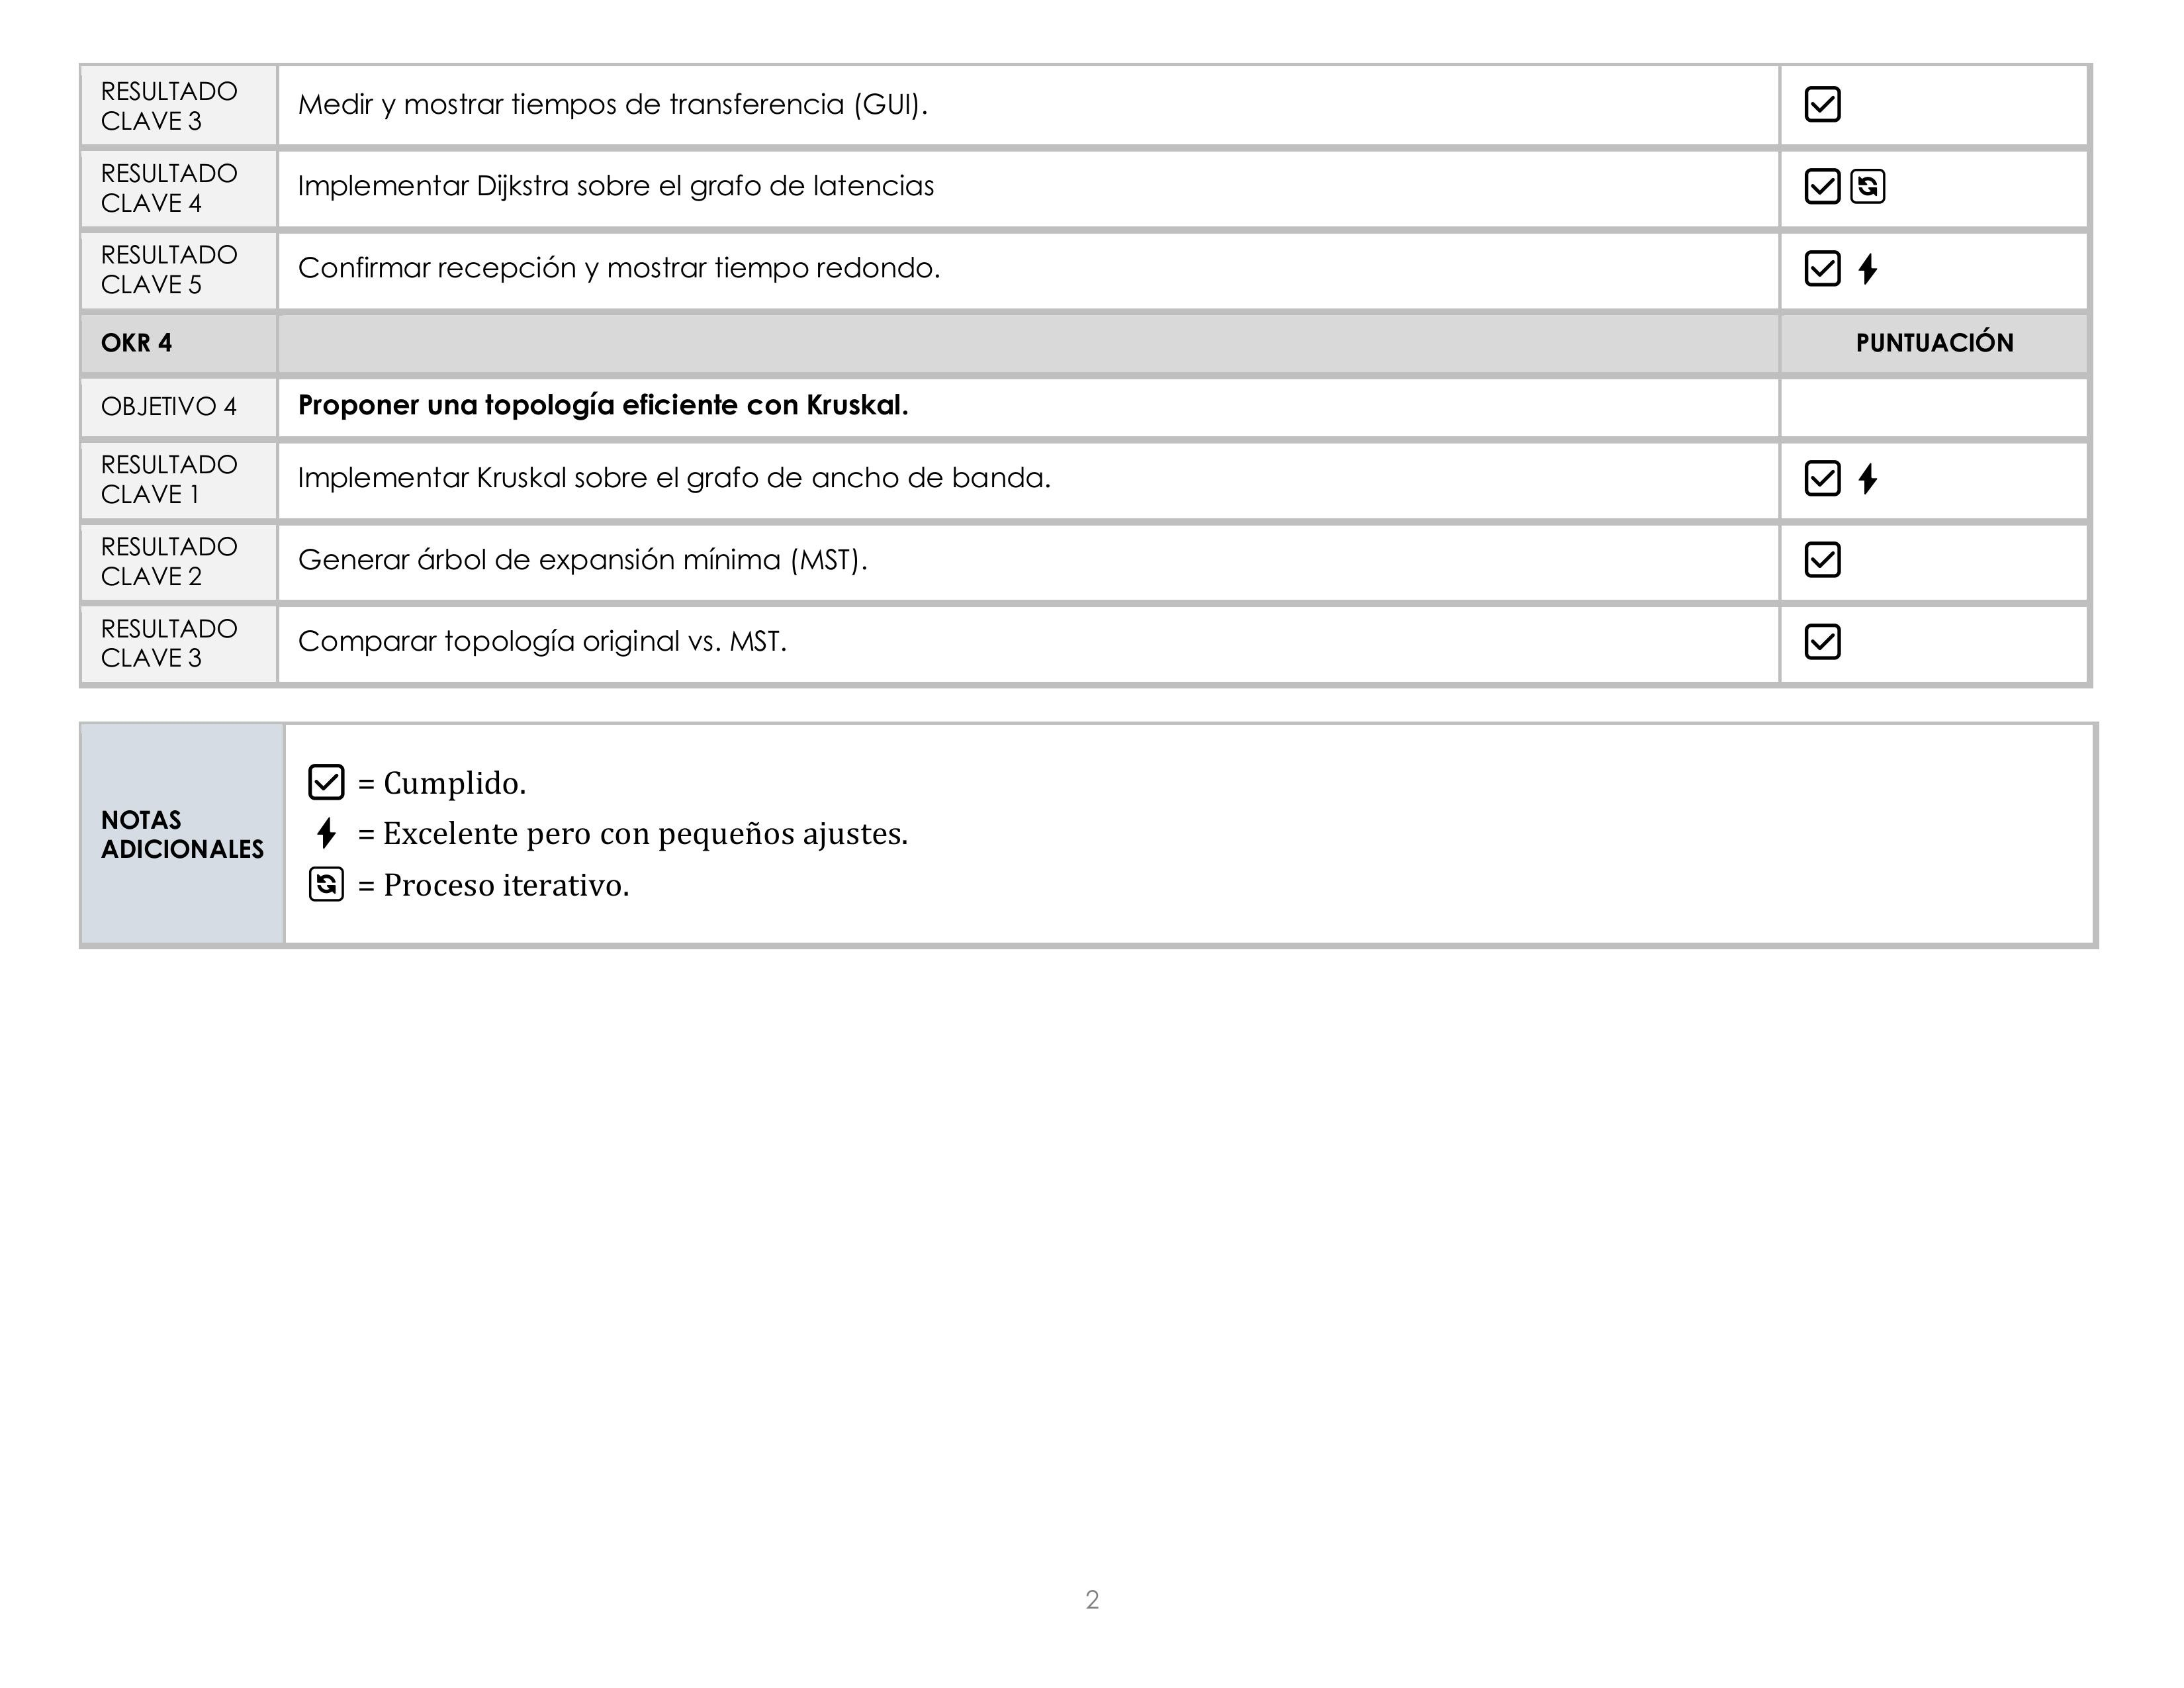 RESULTADO
CLAVE 3
Medir y mostrar tiempos de transferencia (GUI).
RESULTADO
CLAVE 4
Implementar Dijkstra sobre el grafo de latencias
RESULTADO
CLAVE 5
Confirmar recepción y mostrar tiempo redondo.
OKR 4
PUNTUACIÓN
OBJETIVO 4
Proponer una topología eficiente con Kruskal.
RESULTADO
CLAVE 1
Implementar Kruskal sobre el grafo de ancho de banda.
RESULTADO
CLAVE 2
Generar árbol de expansión mínima (MST).
RESULTADO
CLAVE 3
Comparar topología original vs. MST.
NOTAS
ADICIONALES
= Cumplido.
= Excelente pero con pequeños ajustes.
= Proceso iterativo.
2